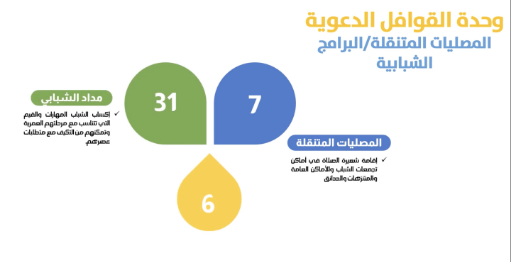 وحدة القوافل الدعوية
المصليات المتنقلة/البرامج
الشبابية
7
31
المصليات المتنقلة
إقامة شعيرة الصلاة في أماكن
تجمعات الشباب والأماكن العامة
والمنتزهات والحدائق
مداد الشبابي
إكساب الشباب المهارات والقيم
التي تتناسب مع مرحلتهم العمرية
وتمكنهم من التكيف مع متطلبات
عصرهم
6